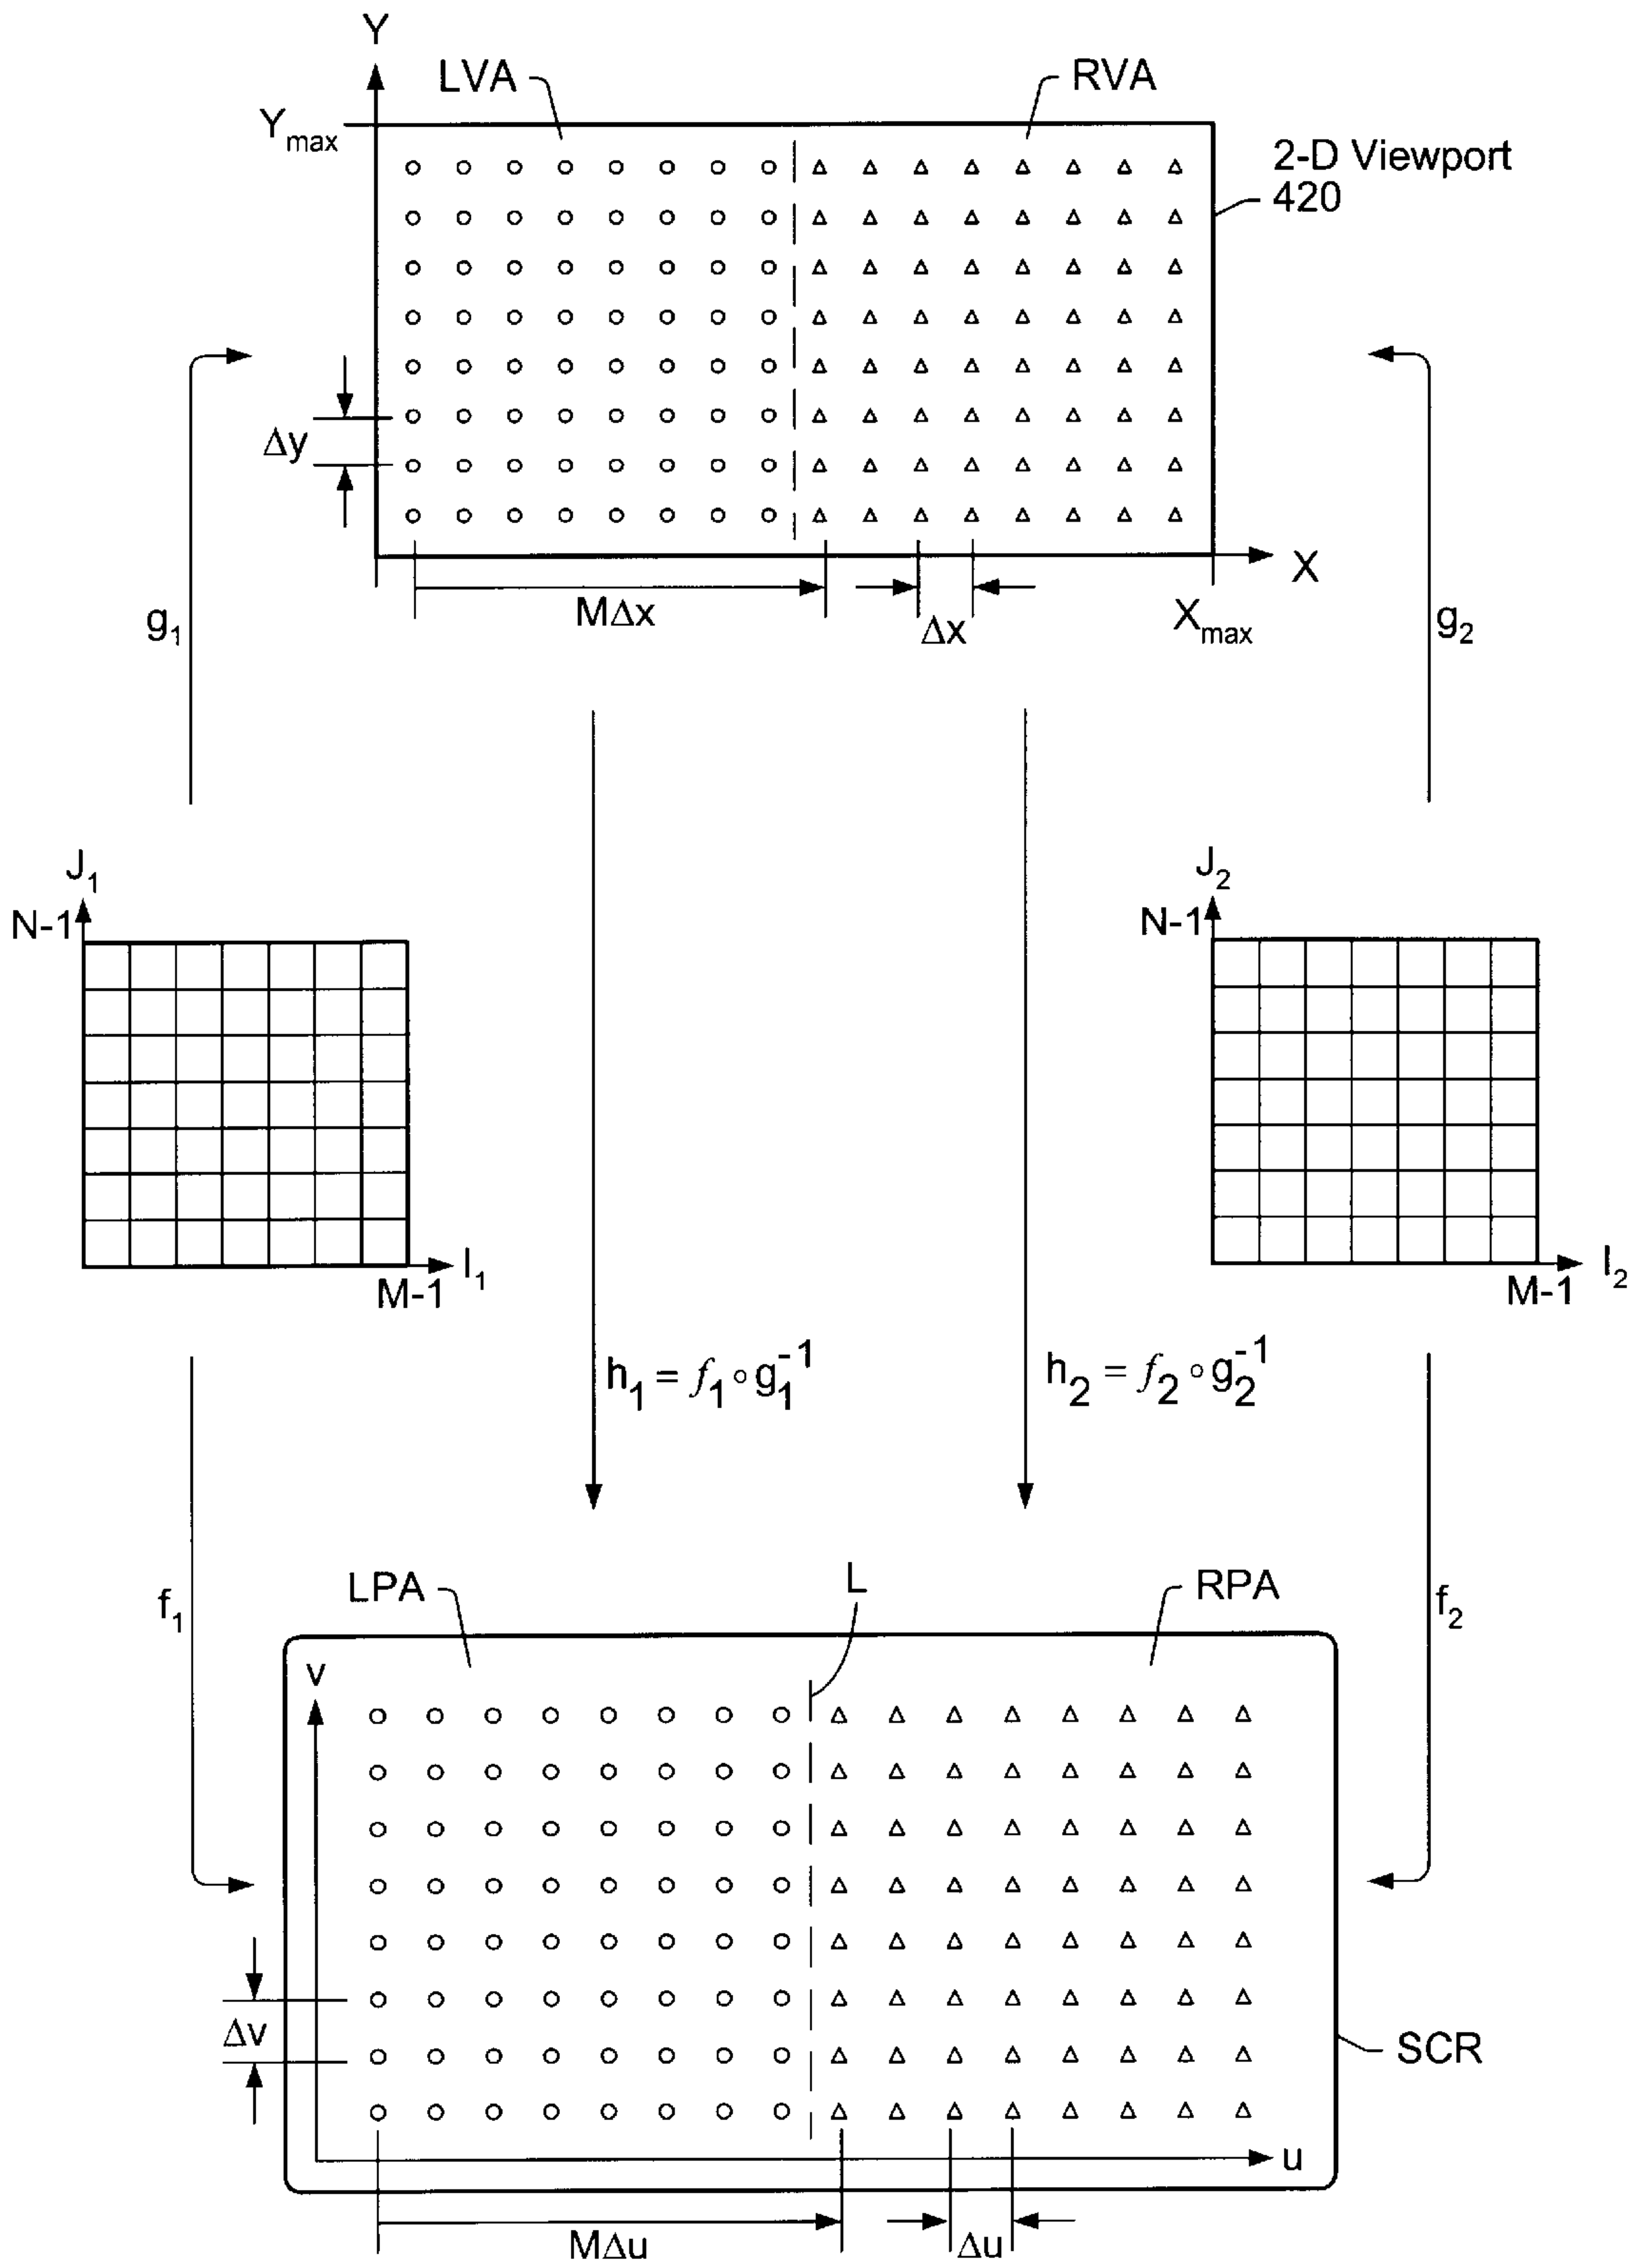 Y
LVA
RVA
Ymax
2-D Viewport
420
Δy
X
MΔx
Δx
Xmax
g1
g2
J1
J2
N-1
N-1
I1
I2
M-1
M-1
h1 = f1∘g1-1
h2 = f2∘g2-1
LPA
L
RPA
f1
f2
v
Δv
SCR
u
MΔu
Δu